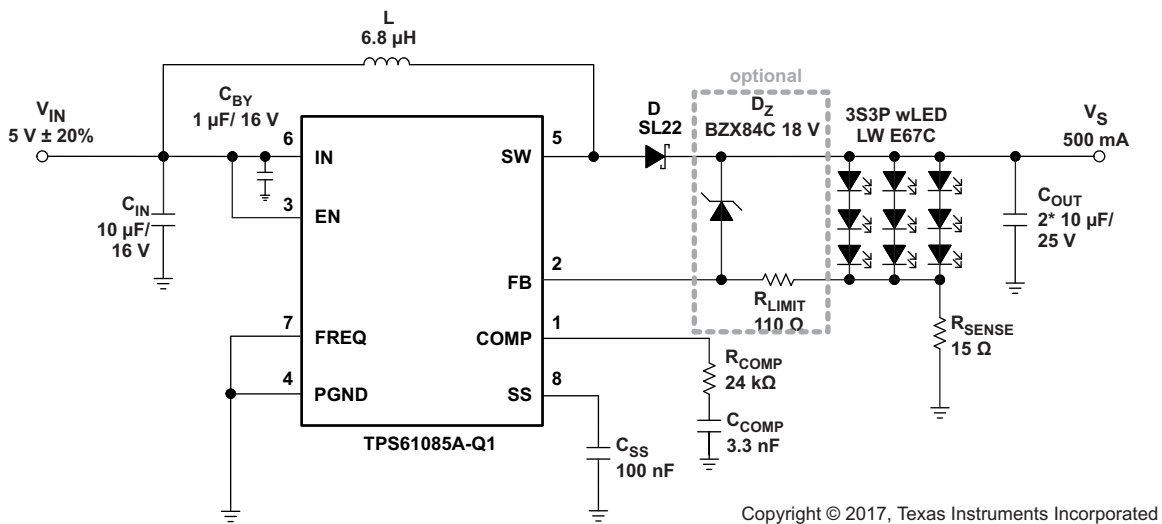 L
6.8 µH
optional
C_BY
1 µF/ 16 V
V_IN
5 V ± 20%
D
SL22
D_Z
BZX84C 18 V
3S3P wLED
LW E67C
V_S
500 mA
6
IN
SW
5
3
EN
C_IN
10 µF/
16 V
C_OUT
2* 10 µF/
25 V
FB
2
R_LIMIT
110 Ω
7
FREQ
COMP
1
R_SENSE
15 Ω
R_COMP
24 kΩ
4
PGND
SS
8
C_COMP
3.3 nF
TPS61085A-Q1
C_SS
100 nF
Copyright © 2017, Texas Instruments Incorporated